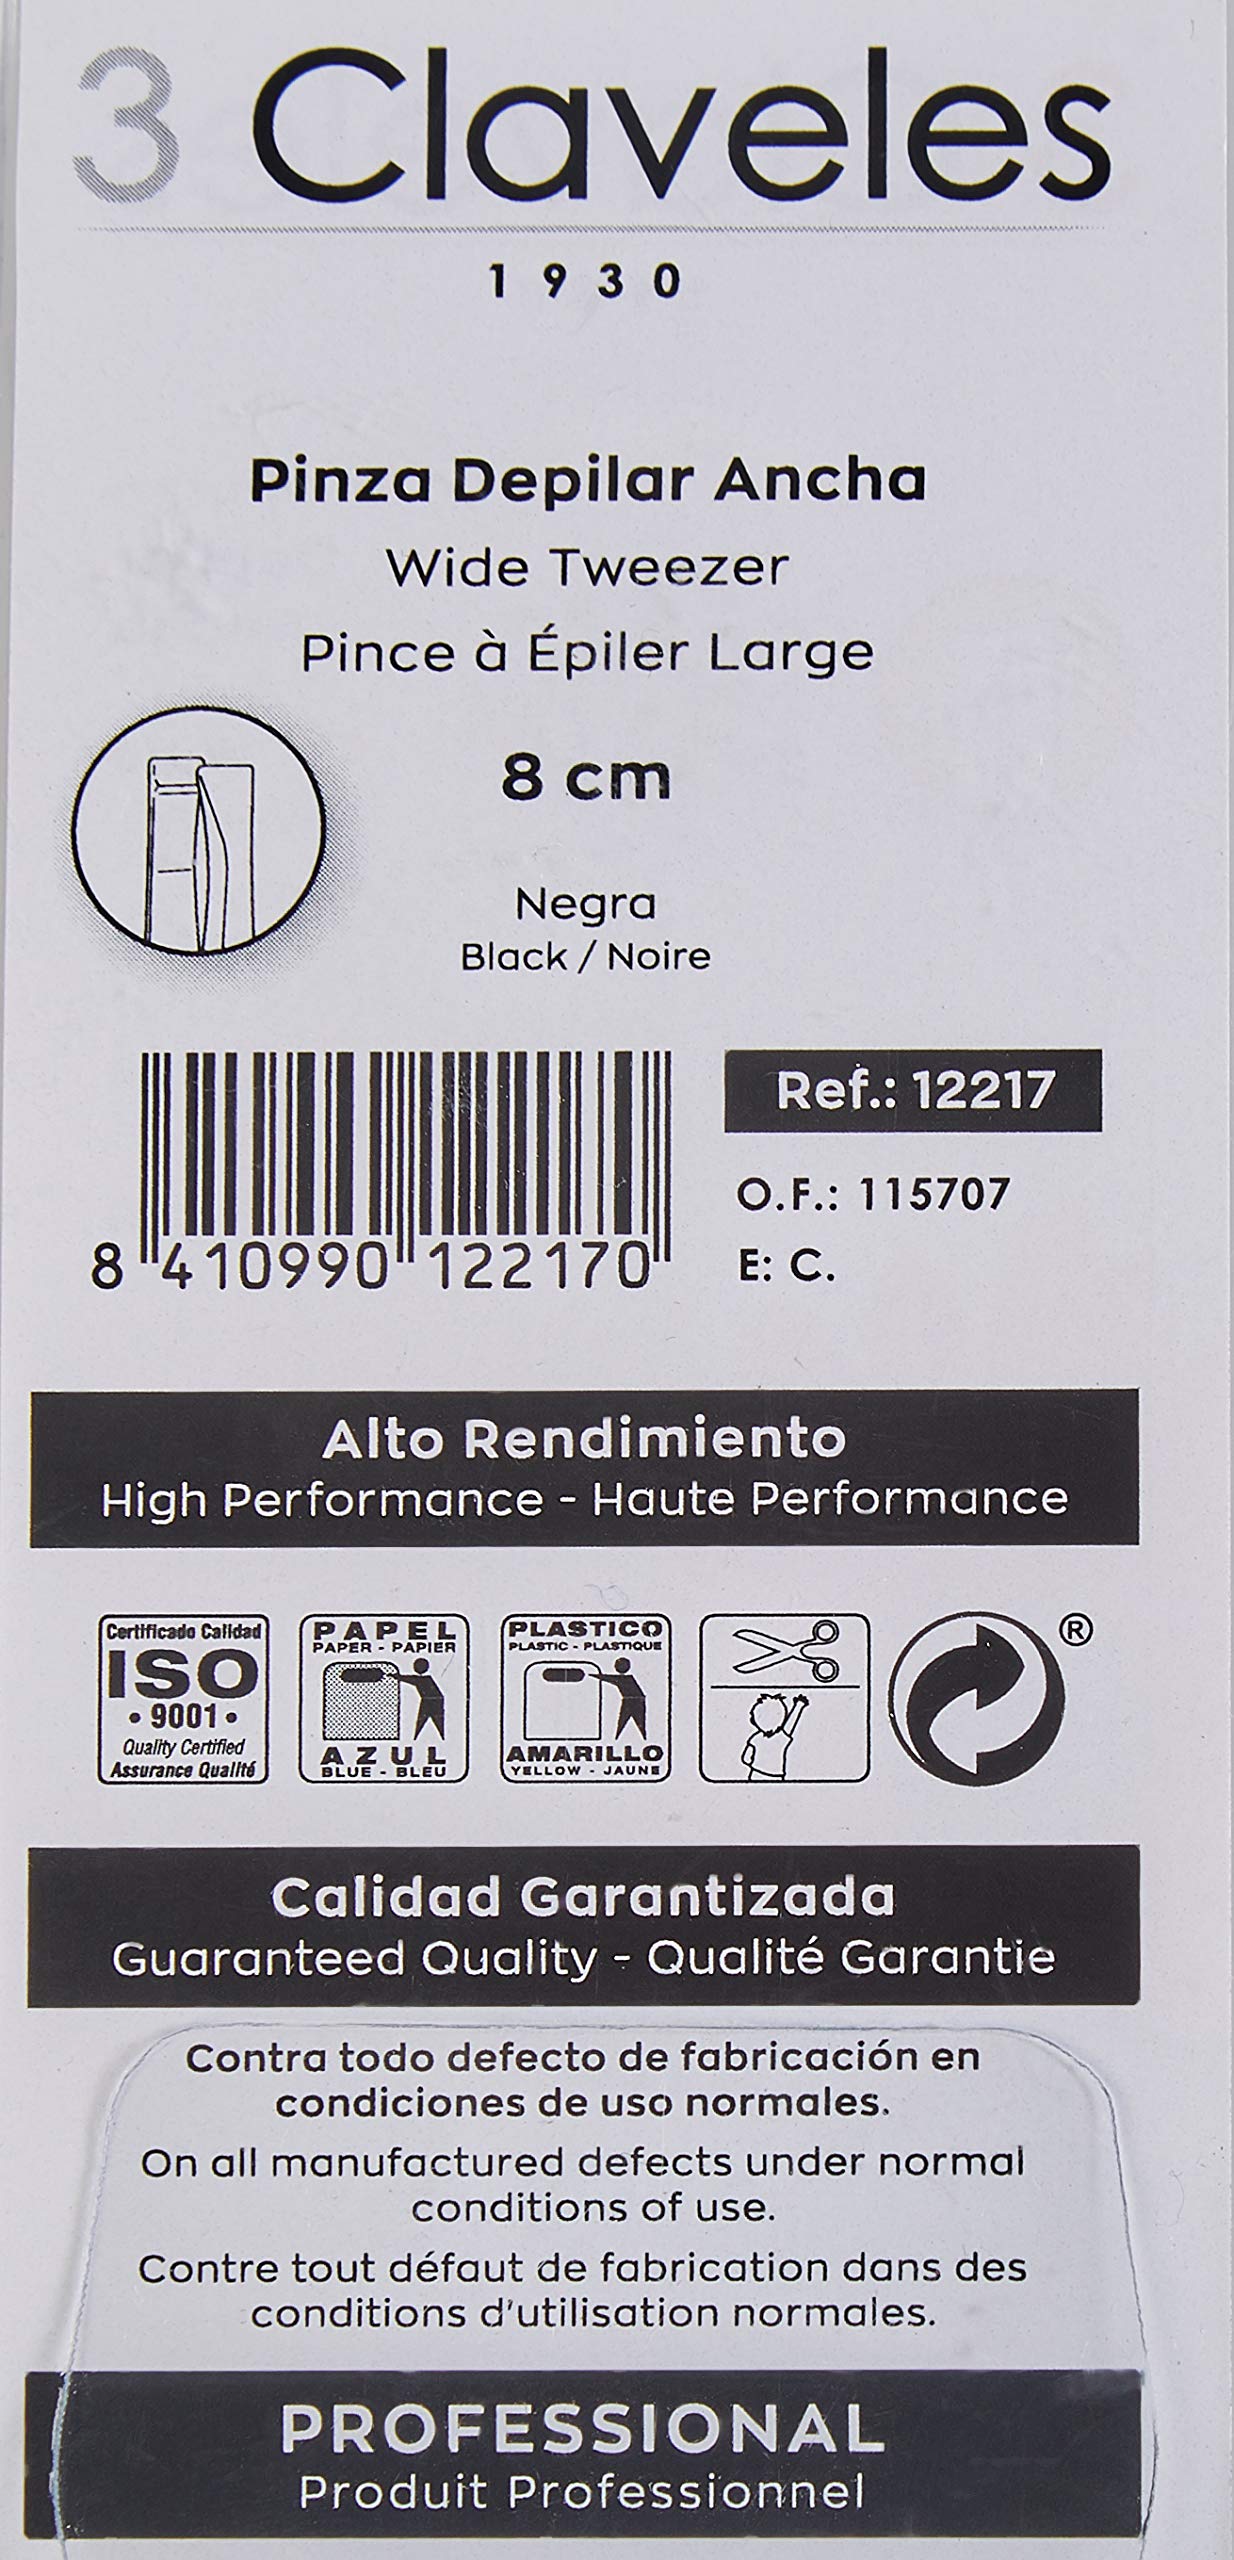 3 Claveles
1930
Pinza Depilar Ancha
Wide Tweezer
Pince à Épiler Large
8 cm
Negra
Black / Noire
Ref.: 12217
O.F.: 115707
E: C.
8 410990 122170
Alto Rendimiento
High Performance - Haute Performance
Certificado Calidad
ISO
• 9001 •
Quality Certified
Assurance Qualité
PAPEL
PAPER - PAPIER
AZUL
BLUE - BLEU
PLASTICO
PLASTIC - PLASTIQUE
AMARILLO
YELLOW - JAUNE
®
Calidad Garantizada
Guaranteed Quality - Qualité Garantie
Contra todo defecto de fabricación en
condiciones de uso normales.
On all manufactured defects under normal
conditions of use.
Contre tout défaut de fabrication dans des
conditions d'utilisation normales.
PROFESSIONAL
Produit Professionnel